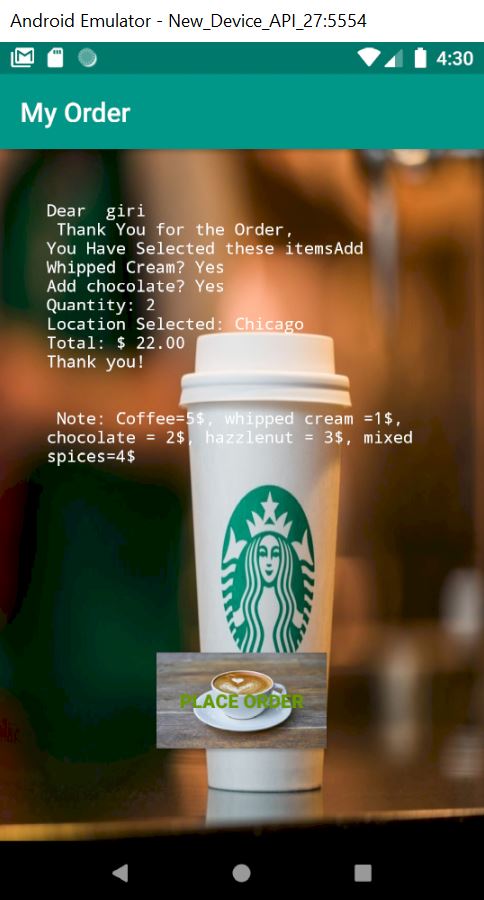 Android Emulator - New_Device_API_27:5554
4:30
My Order
Dear  giri
 Thank You for the Order,
You Have Selected these itemsAdd
Whipped Cream? Yes
Add chocolate? Yes
Quantity: 2
Location Selected: Chicago
Total: $ 22.00
Thank you!
 Note: Coffee=5$, whipped cream =1$,
chocolate = 2$, hazzlenut = 3$, mixed
spices=4$
PLACE ORDER